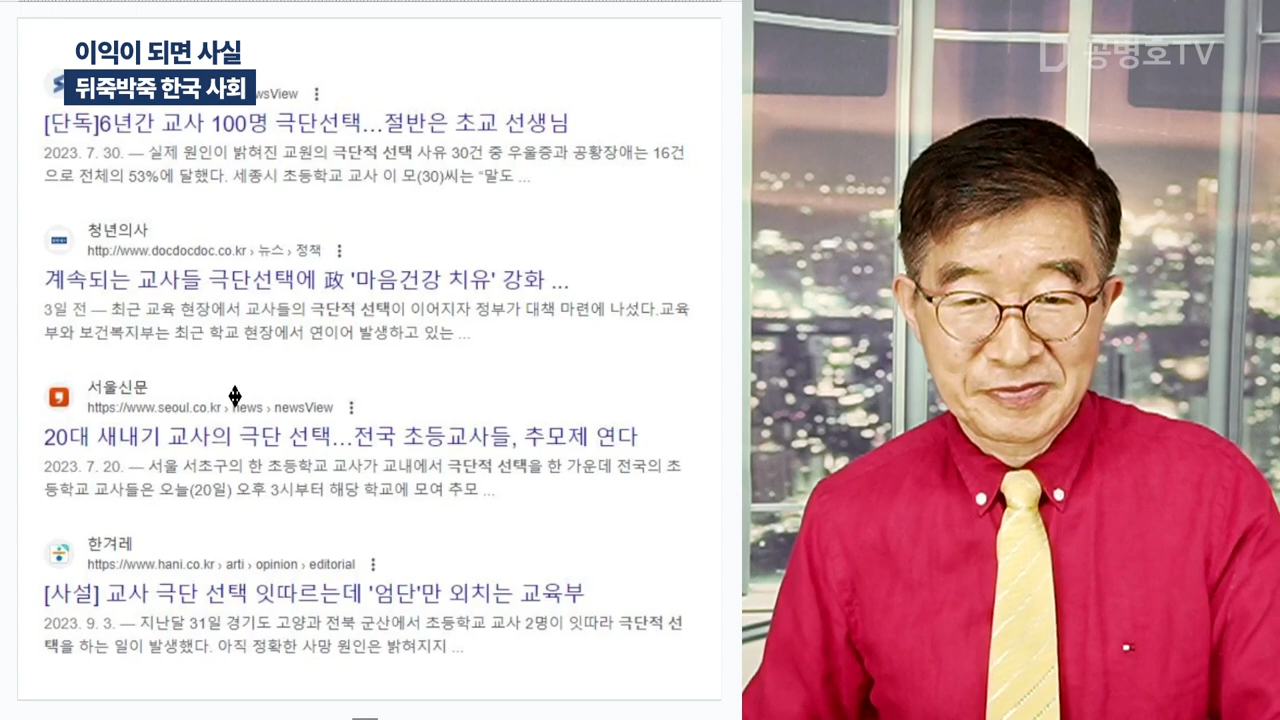 이익이 되면 사실
뒤죽박죽 한국 사회
wsView
[단독]6년간 교사 100명 극단선택…절반은 초교 선생님
2023. 7. 30. — 실제 원인이 밝혀진 교원의 극단적 선택 사유 30건 중 우울증과 공황장애는 16건
으로 전체의 53%에 달했다. 세종시 초등학교 교사 이 모(30)씨는 “말도 ...
청년의사
http://www.docdocdoc.co.kr › 뉴스 › 정책
계속되는 교사들 극단선택에 政 '마음건강 치유' 강화 ...
3일 전 — 최근 교육 현장에서 교사들의 극단적 선택이 이어지자 정부가 대책 마련에 나섰다.교육
부와 보건복지부는 최근 학교 현장에서 연이어 발생하고 있는 ...
서울신문
https://www.seoul.co.kr › news › newsView
20대 새내기 교사의 극단 선택…전국 초등교사들, 추모제 연다
2023. 7. 20. — 서울 서초구의 한 초등학교 교사가 교내에서 극단적 선택을 한 가운데 전국의 초
등학교 교사들은 오늘(20일) 오후 3시부터 해당 학교에 모여 추모 ...
한겨레
https://www.hani.co.kr › arti › opinion › editorial
[사설] 교사 극단 선택 잇따르는데 '엄단'만 외치는 교육부
2023. 9. 3. — 지난달 31일 경기도 고양과 전북 군산에서 초등학교 교사 2명이 잇따라 극단적 선
택을 하는 일이 발생했다. 아직 정확한 사망 원인은 밝혀지지 ...
공병호TV